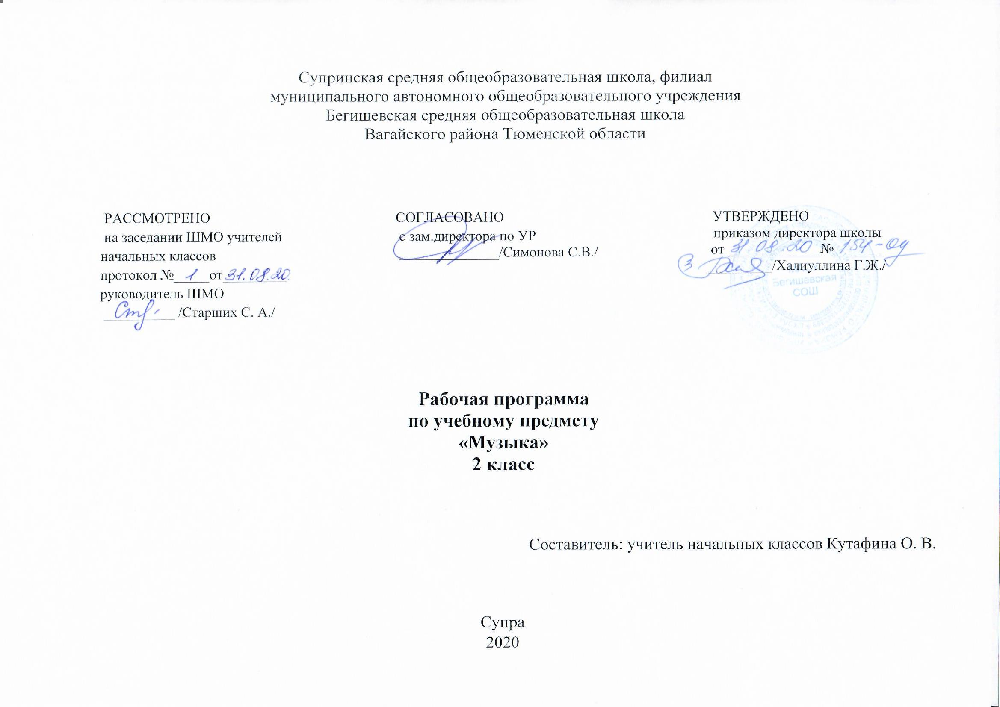 Супринская средняя общеобразовательная школа, филиал
муниципального автономного общеобразовательного учреждения
Бегишевская средняя общеобразовательная школа
Вагайского района Тюменской области
РАССМОТРЕНО
на заседании ШМО учителей
начальных классов
протокол № 1 от 31.08.20.
руководитель ШМО
/Старших С. А./
СОГЛАСОВАНО
с зам.директора по УР
/Симонова С.В./
УТВЕРЖДЕНО
приказом директора школы
от 31.08.20 № 154-од
/Халиуллина Г.Ж./
Бегишевская
СОШ
Рабочая программа
по учебному предмету
«Музыка»
2 класс
Составитель: учитель начальных классов Кутафина О. В.
Супра
2020